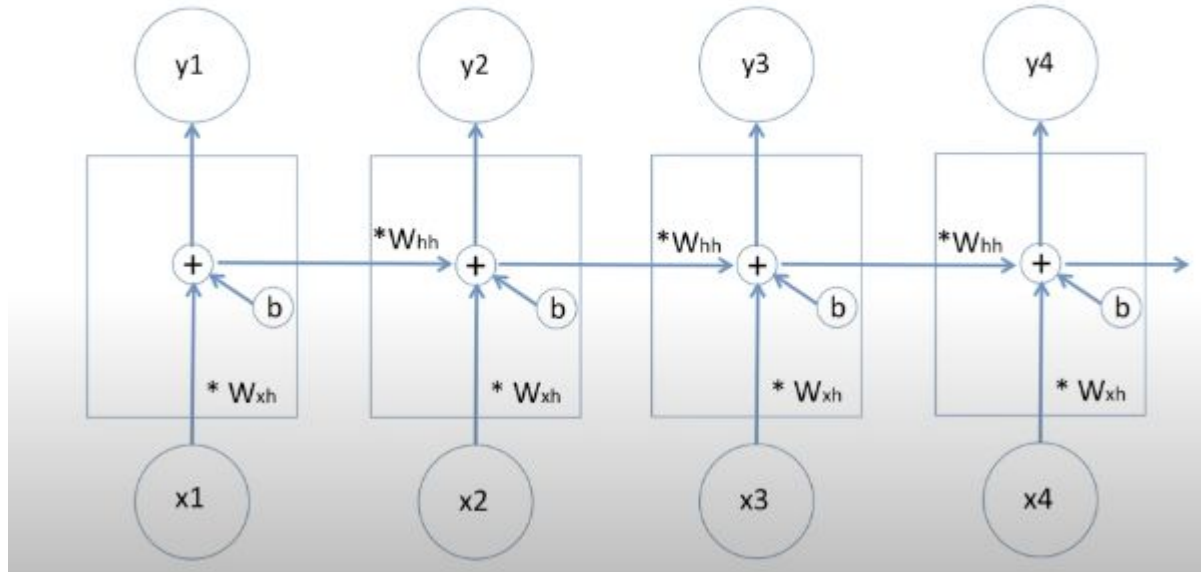 y1 y2 y3 y4
*Whh *Whh *Whh
+ + + +
b b b b
* Wxh * Wxh * Wxh * Wxh
x1 x2 x3 x4